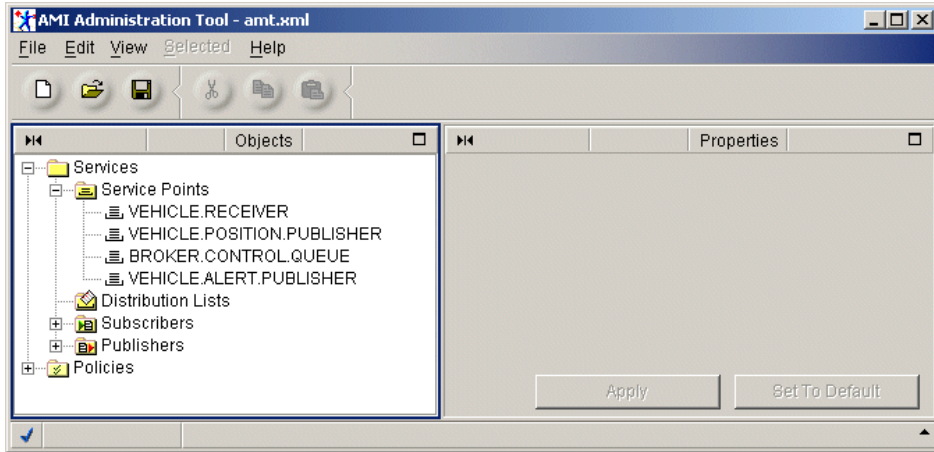 AMI Administration Tool - amt.xml
File Edit View Selected Help
Objects
Properties
Services
Service Points
VEHICLE.RECEIVER
VEHICLE.POSITION.PUBLISHER
BROKER.CONTROL.QUEUE
VEHICLE.ALERT.PUBLISHER
Distribution Lists
Subscribers
Publishers
Policies
Apply
Set To Default